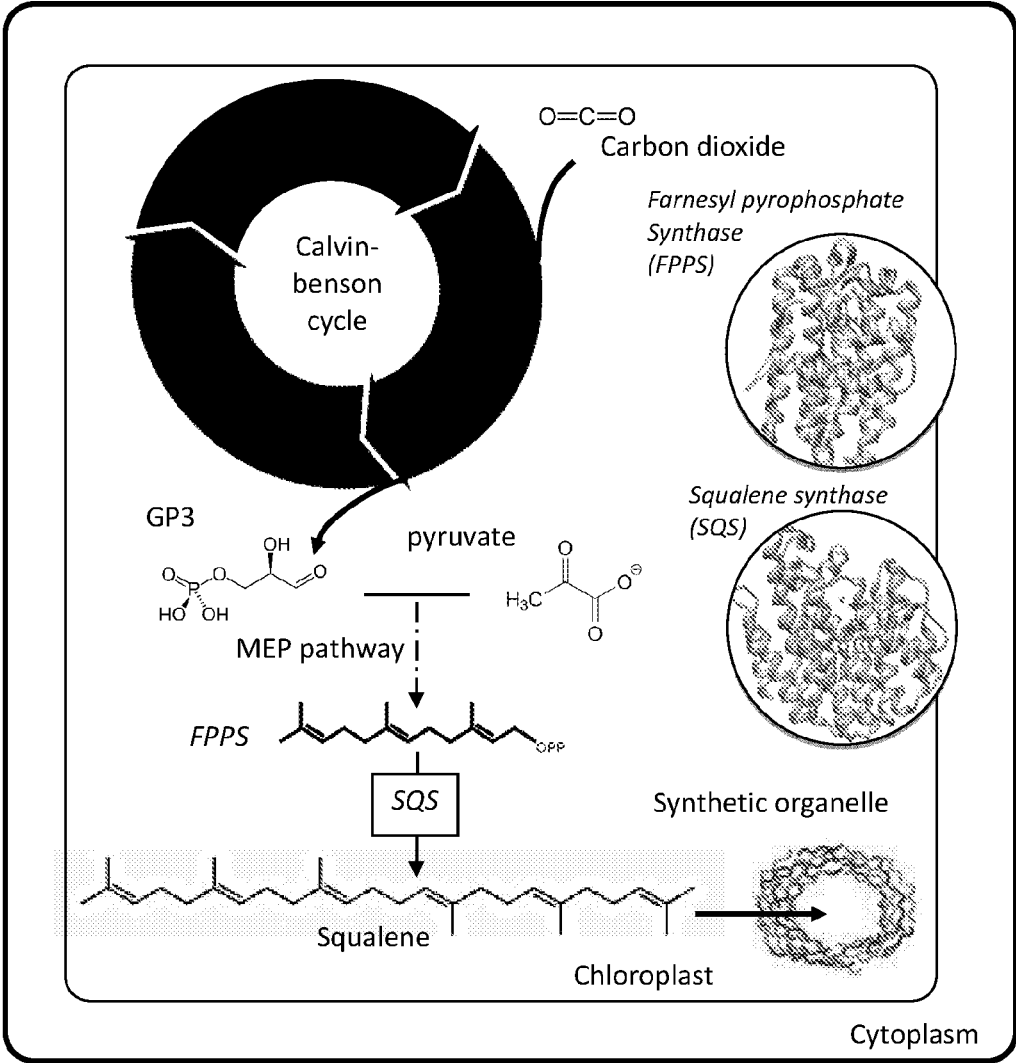 O=C=O
Carbon dioxide
Farnesyl pyrophosphate
Synthase
(FPPS)
Calvin-
benson
cycle
Squalene synthase
(SQS)
GP3
pyruvate
OH
O
O
O
P
HO
OH
O
O⊖
H₃C
O
MEP pathway
FPPS
OPP
SQS
Synthetic organelle
Squalene
Chloroplast
Cytoplasm